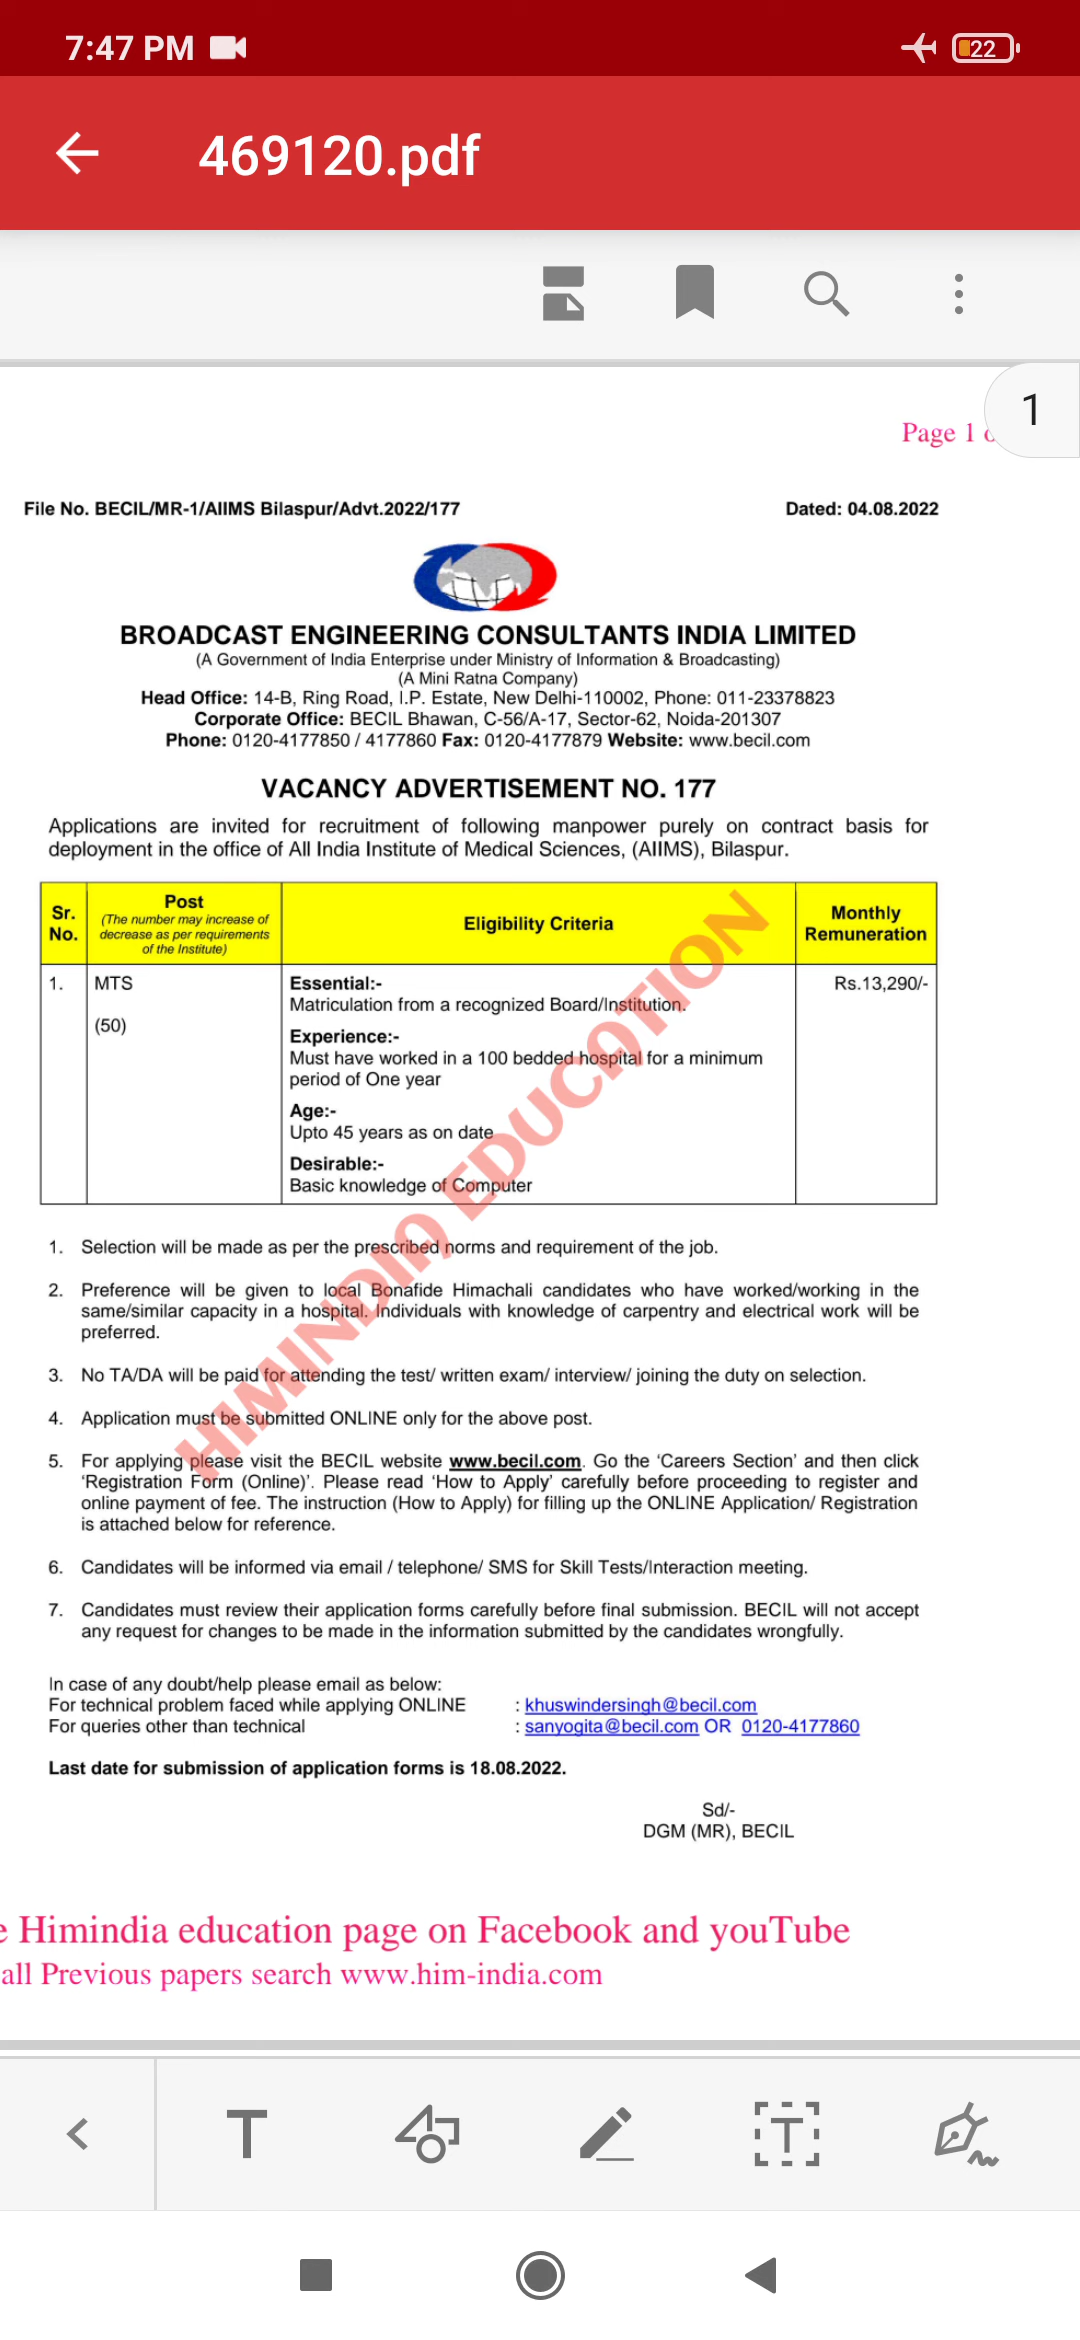 7:47 PM
22
469120.pdf
1
Page 1
File No. BECIL/MR-1/AIIMS Bilaspur/Advt.2022/177 Dated: 04.08.2022
BROADCAST ENGINEERING CONSULTANTS INDIA LIMITED
(A Government of India Enterprise under Ministry of Information & Broadcasting)
(A Mini Ratna Company)
Head Office: 14-B, Ring Road, I.P. Estate, New Delhi-110002, Phone: 011-23378823
Corporate Office: BECIL Bhawan, C-56/A-17, Sector-62, Noida-201307
Phone: 0120-4177850 / 4177860 Fax: 0120-4177879 Website: www.becil.com
VACANCY ADVERTISEMENT NO. 177
Applications are invited for recruitment of following manpower purely on contract basis for
deployment in the office of All India Institute of Medical Sciences, (AIIMS), Bilaspur.
Sr.
No.
Post
(The number may increase of
decrease as per requirements
of the Institute)
Eligibility Criteria
Monthly
Remuneration
1.
MTS
(50)
Essential:-
Matriculation from a recognized Board/Institution.
Experience:-
Must have worked in a 100 bedded hospital for a minimum
period of One year
Age:-
Upto 45 years as on date
Desirable:-
Basic knowledge of Computer
Rs.13,290/-
HIMINDIA EDUCATION
1. Selection will be made as per the prescribed norms and requirement of the job.
2. Preference will be given to local Bonafide Himachali candidates who have worked/working in the
same/similar capacity in a hospital. Individuals with knowledge of carpentry and electrical work will be
preferred.
3. No TA/DA will be paid for attending the test/ written exam/ interview/ joining the duty on selection.
4. Application must be submitted ONLINE only for the above post.
5. For applying please visit the BECIL website www.becil.com. Go the ‘Careers Section’ and then click
‘Registration Form (Online)’. Please read ‘How to Apply’ carefully before proceeding to register and
online payment of fee. The instruction (How to Apply) for filling up the ONLINE Application/ Registration
is attached below for reference.
6. Candidates will be informed via email / telephone/ SMS for Skill Tests/Interaction meeting.
7. Candidates must review their application forms carefully before final submission. BECIL will not accept
any request for changes to be made in the information submitted by the candidates wrongfully.
In case of any doubt/help please email as below:
For technical problem faced while applying ONLINE : khuswindersingh@becil.com
For queries other than technical : sanyogita@becil.com OR 0120-4177860
Last date for submission of application forms is 18.08.2022.
Sd/-
DGM (MR), BECIL
Himindia education page on Facebook and youTube
all Previous papers search www.him-india.com